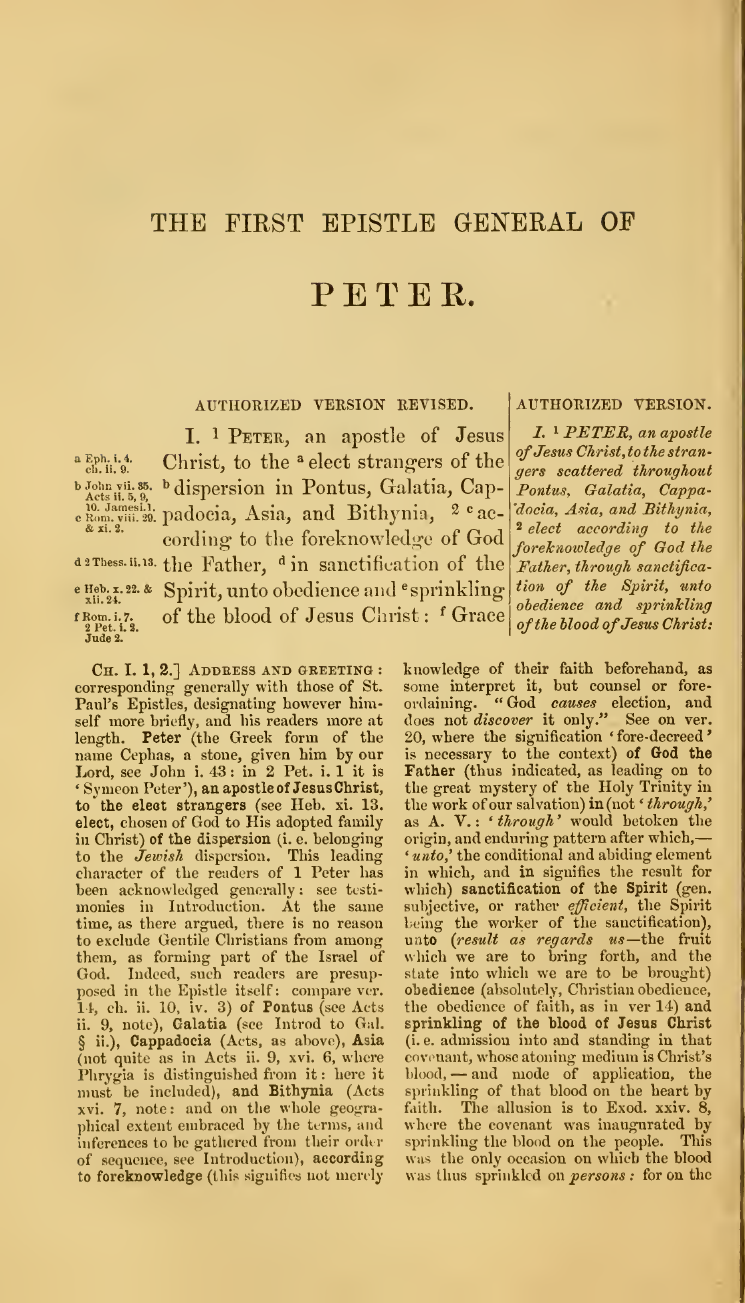 THE FIRST EPISTLE GENERAL OF
PETER.
AUTHORIZED VERSION REVISED.
I. 1 PETER, an apostle of Jesus
a Eph. i. 4.
ch. ii. 9.
Christ, to the a elect strangers of the
b John vii. 35.
Acts ii. 5, 9,
10. James i. 1.
b dispersion in Pontus, Galatia, Cap-
c Rom. viii. 29.
& xi. 2.
padocia, Asia, and Bithynia, 2 c ac-
cording to the foreknowledge of God
d 2 Thess. ii. 13.
the Father, d in sanctification of the
e Heb. x. 22. &
xii. 24.
Spirit, unto obedience and e sprinkling
f Rom. i. 7.
2 Pet. i. 2.
Jude 2.
of the blood of Jesus Christ : f Grace
AUTHORIZED VERSION.
I. 1 PETER, an apostle
of Jesus Christ, to the stran-
gers scattered throughout
Pontus, Galatia, Cappa-
docia, Asia, and Bithynia,
2 elect according to the
foreknowledge of God the
Father, through sanctifica-
tion of the Spirit, unto
obedience and sprinkling
of the blood of Jesus Christ:
CH. I. 1, 2.] ADDRESS AND GREETING :
corresponding generally with those of St.
Paul's Epistles, designating however him-
self more briefly, and his readers more at
length. Peter (the Greek form of the
name Cephas, a stone, given him by our
Lord, see John i. 43 : in 2 Pet. i. 1 it is
‘ Symeon Peter’), an apostle of Jesus Christ,
to the elect strangers (see Heb. xi. 13.
elect, chosen of God to His adopted family
in Christ) of the dispersion (i. e. belonging
to the Jewish dispersion. This leading
character of the readers of 1 Peter has
been acknowledged generally : see testi-
monies in Introduction. At the same
time, as there argued, there is no reason
to exclude Gentile Christians from among
them, as forming part of the Israel of
God. Indeed, such readers are presup-
posed in the Epistle itself : compare ver.
14, ch. ii. 10, iv. 3) of Pontus (see Acts
ii. 9, note), Galatia (see Introd to Gal.
§ ii.), Cappadocia (Acts, as above), Asia
(not quite as in Acts ii. 9, xvi. 6, where
Phrygia is distinguished from it : here it
must be included), and Bithynia (Acts
xvi. 7, note : and on the whole geogra-
phical extent embraced by the terms, and
inferences to be gathered from their order
of sequence, see Introduction), according
to foreknowledge (this signifies not merely
knowledge of their faith beforehand, as
some interpret it, but counsel or fore-
ordaining. “ God causes election, and
does not discover it only.” See on ver.
20, where the signification ‘ fore-decreed ’
is necessary to the context) of God the
Father (thus indicated, as leading on to
the great mystery of the Holy Trinity in
the work of our salvation) in (not ‘ through,’
as A. V. : ‘ through’ would betoken the
origin, and enduring pattern after which,—
‘ unto,’ the conditional and abiding element
in which, and in signifies the result for
which) sanctification of the Spirit (gen.
subjective, or rather efficient, the Spirit
being the worker of the sanctification),
unto (result as regards us—the fruit
which we are to bring forth, and the
state into which we are to be brought)
obedience (absolutely, Christian obedience,
the obedience of faith, as in ver 14) and
sprinkling of the blood of Jesus Christ
(i. e. admission into and standing in that
covenant, whose atoning medium is Christ's
blood, — and mode of application, the
sprinkling of that blood on the heart by
faith. The allusion is to Exod. xxiv. 8,
where the covenant was inaugurated by
sprinkling the blood on the people. This
was the only occasion on which the blood
was thus sprinkled on persons : for on the